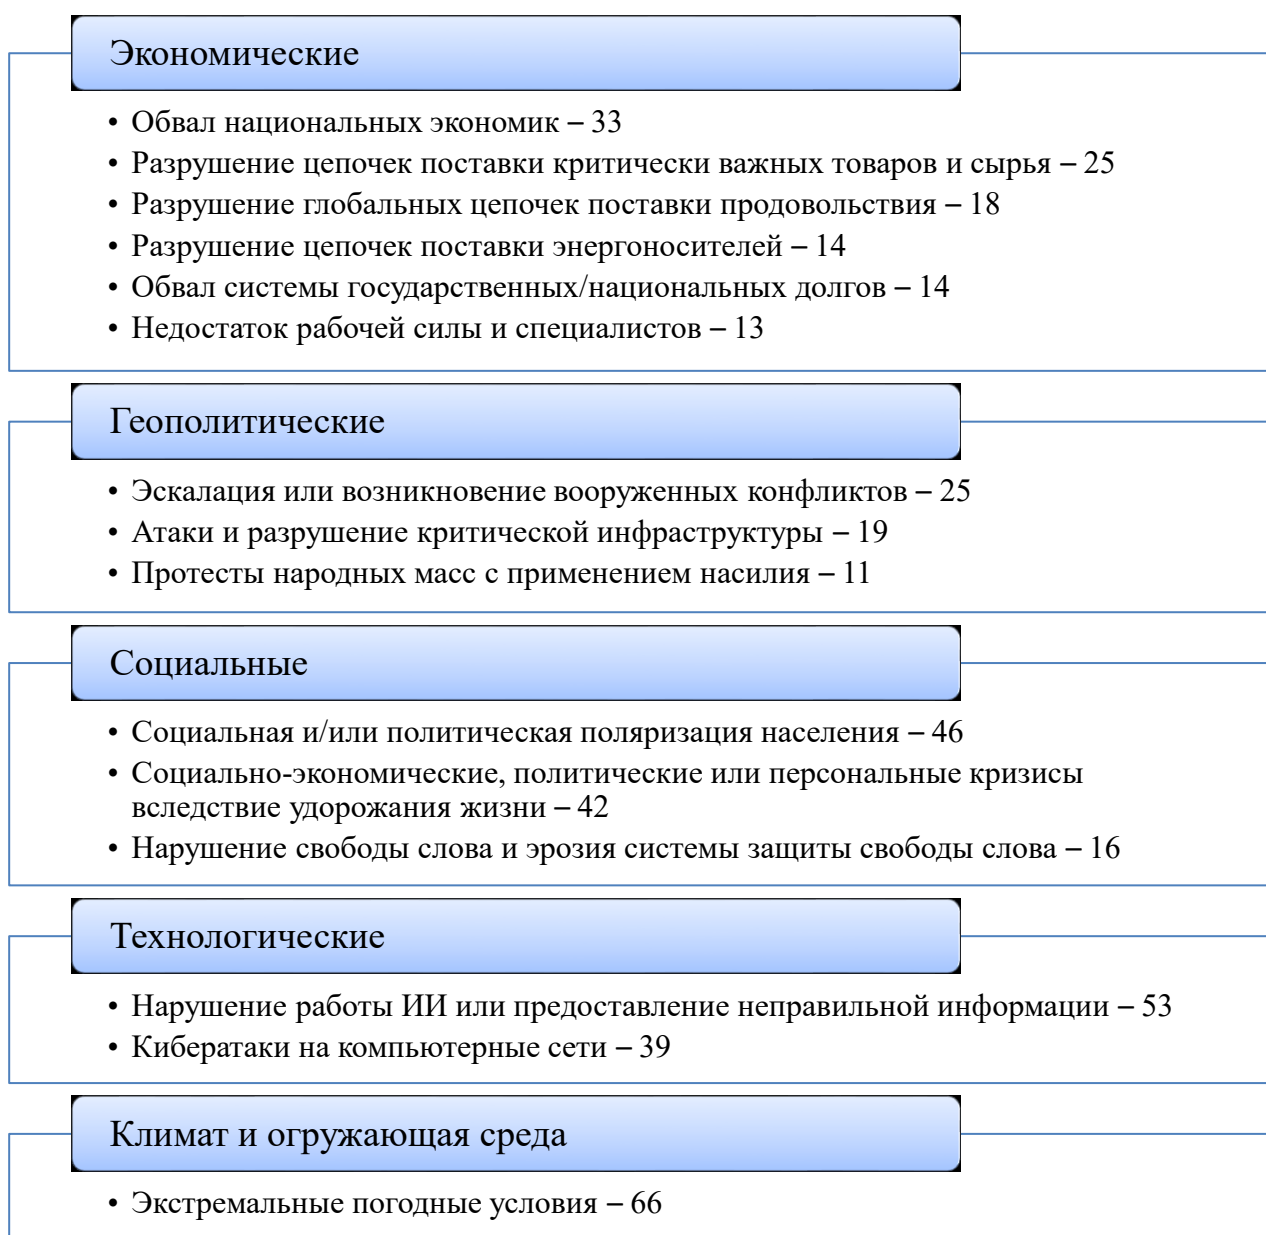 Экономические
• Обвал национальных экономик – 33
• Разрушение цепочек поставки критически важных товаров и сырья – 25
• Разрушение глобальных цепочек поставки продовольствия – 18
• Разрушение цепочек поставки энергоносителей – 14
• Обвал системы государственных/национальных долгов – 14
• Недостаток рабочей силы и специалистов – 13
Геополитические
• Эскалация или возникновение вооруженных конфликтов – 25
• Атаки и разрушение критической инфраструктуры – 19
• Протесты народных масс с применением насилия – 11
Социальные
• Социальная и/или политическая поляризация населения – 46
• Социально-экономические, политические или персональные кризисы
вследствие удорожания жизни – 42
• Нарушение свободы слова и эрозия системы защиты свободы слова – 16
Технологические
• Нарушение работы ИИ или предоставление неправильной информации – 53
• Кибератаки на компьютерные сети – 39
Климат и огружающая среда
• Экстремальные погодные условия – 66